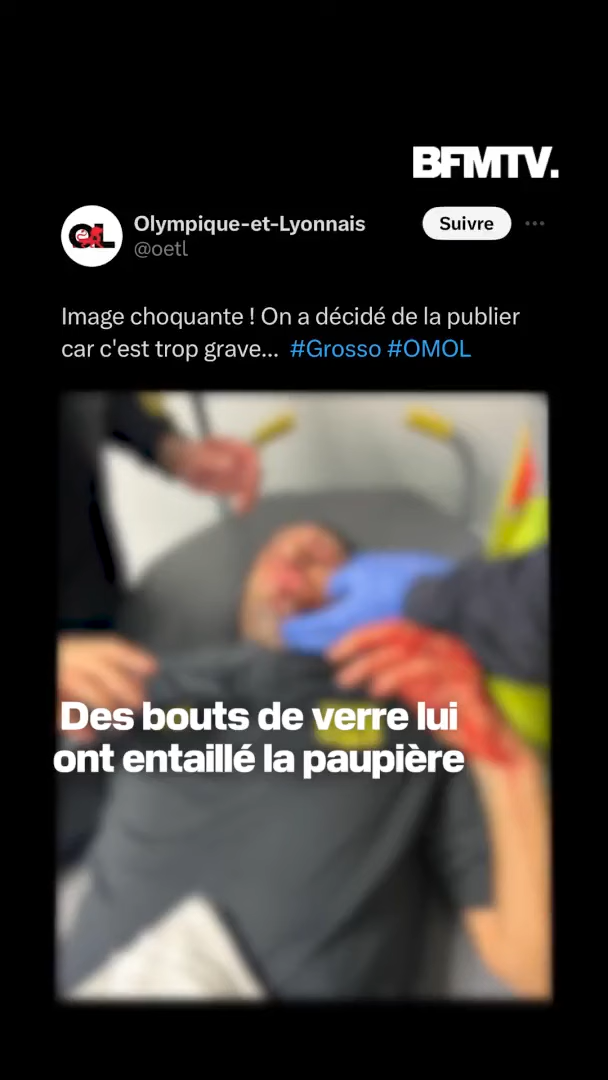 BFMTV.
Olympique-et-Lyonnais
Suivre
@oetl
Image choquante ! On a décidé de la publier
car c'est trop grave... #Grosso #OMOL
Des bouts de verre lui
ont entaillé la paupière